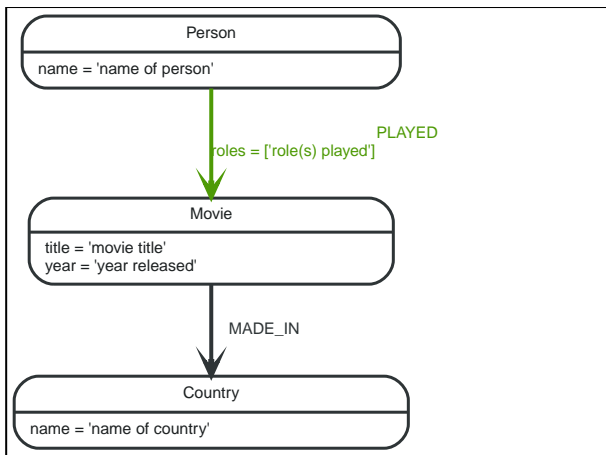 Person
name = 'name of person'
PLAYED
roles = ['role(s) played']
Movie
title = 'movie title'
year = 'year released'
MADE_IN
Country
name = 'name of country'